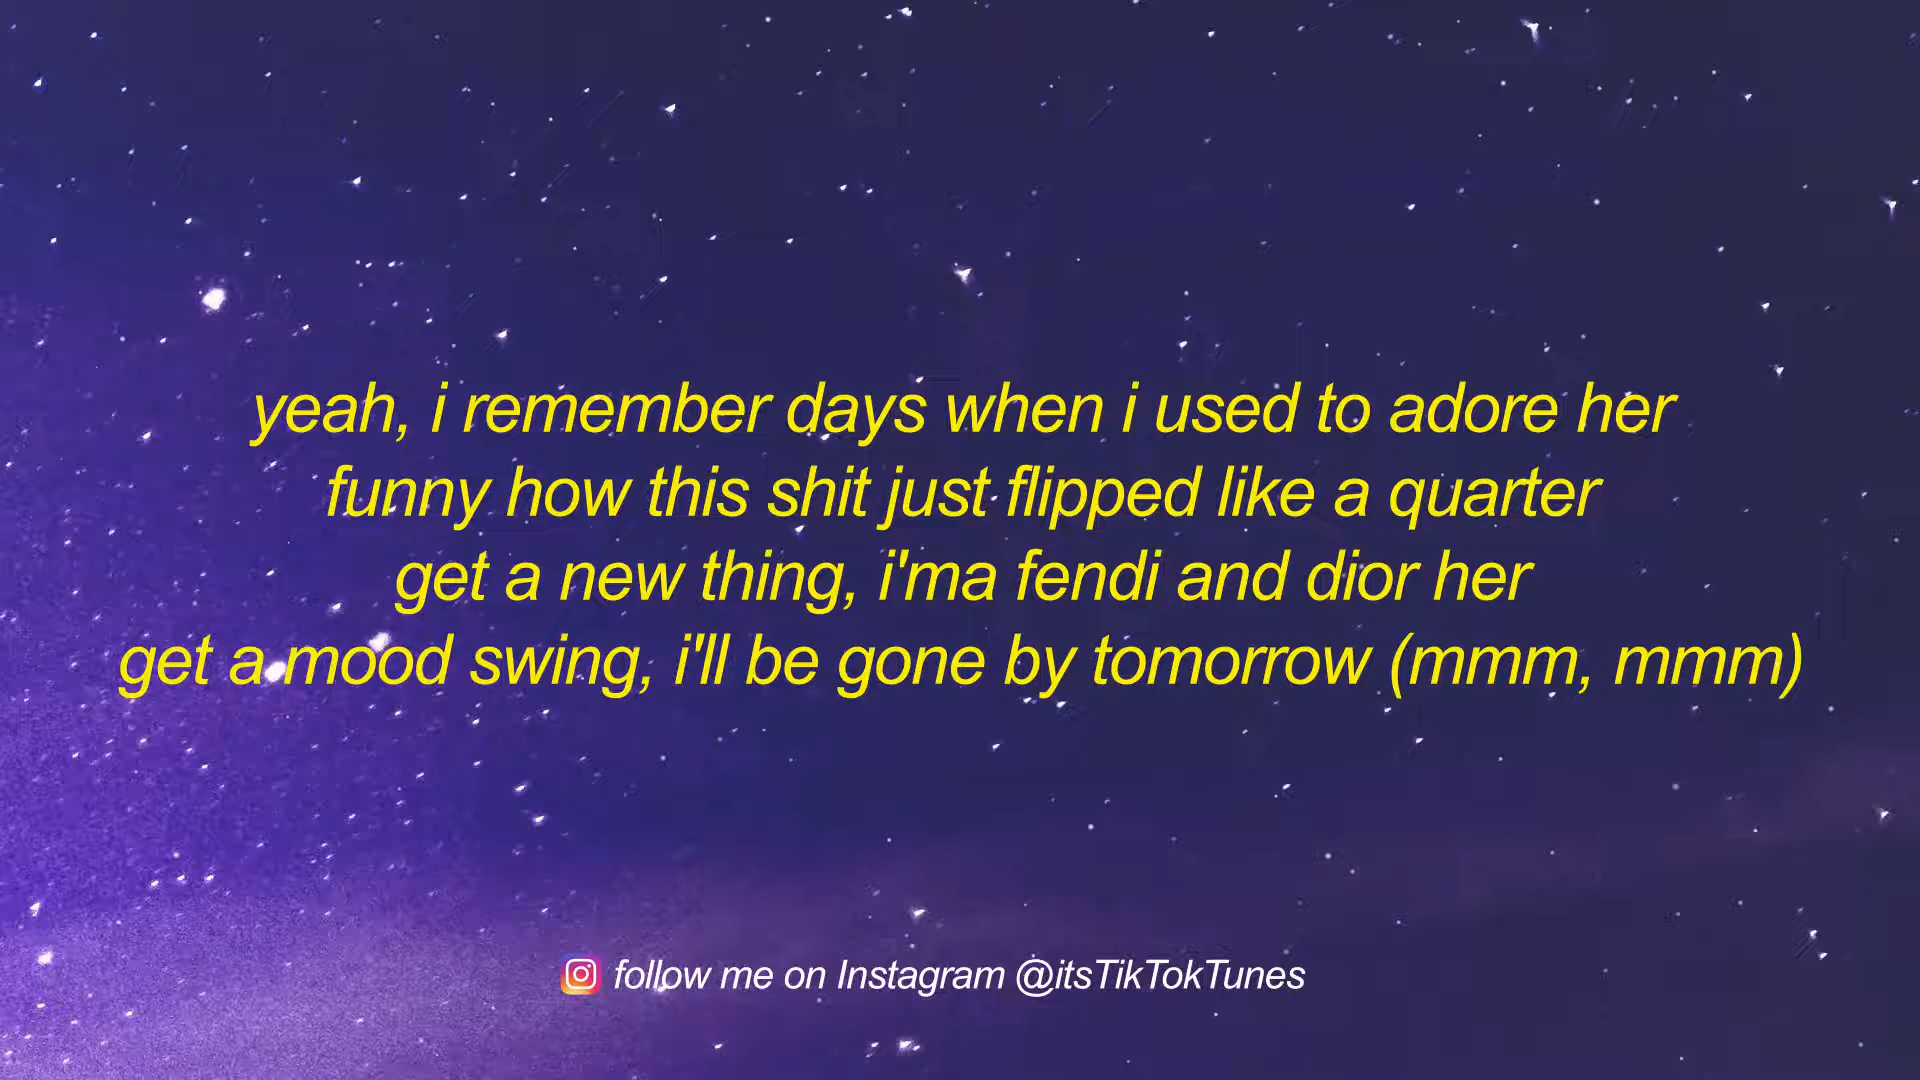 yeah, i remember days when i used to adore her
funny how this shit just flipped like a quarter
get a new thing, i'ma fendi and dior her
get a mood swing, i'll be gone by tomorrow (mmm, mmm)
follow me on Instagram @itsTikTokTunes